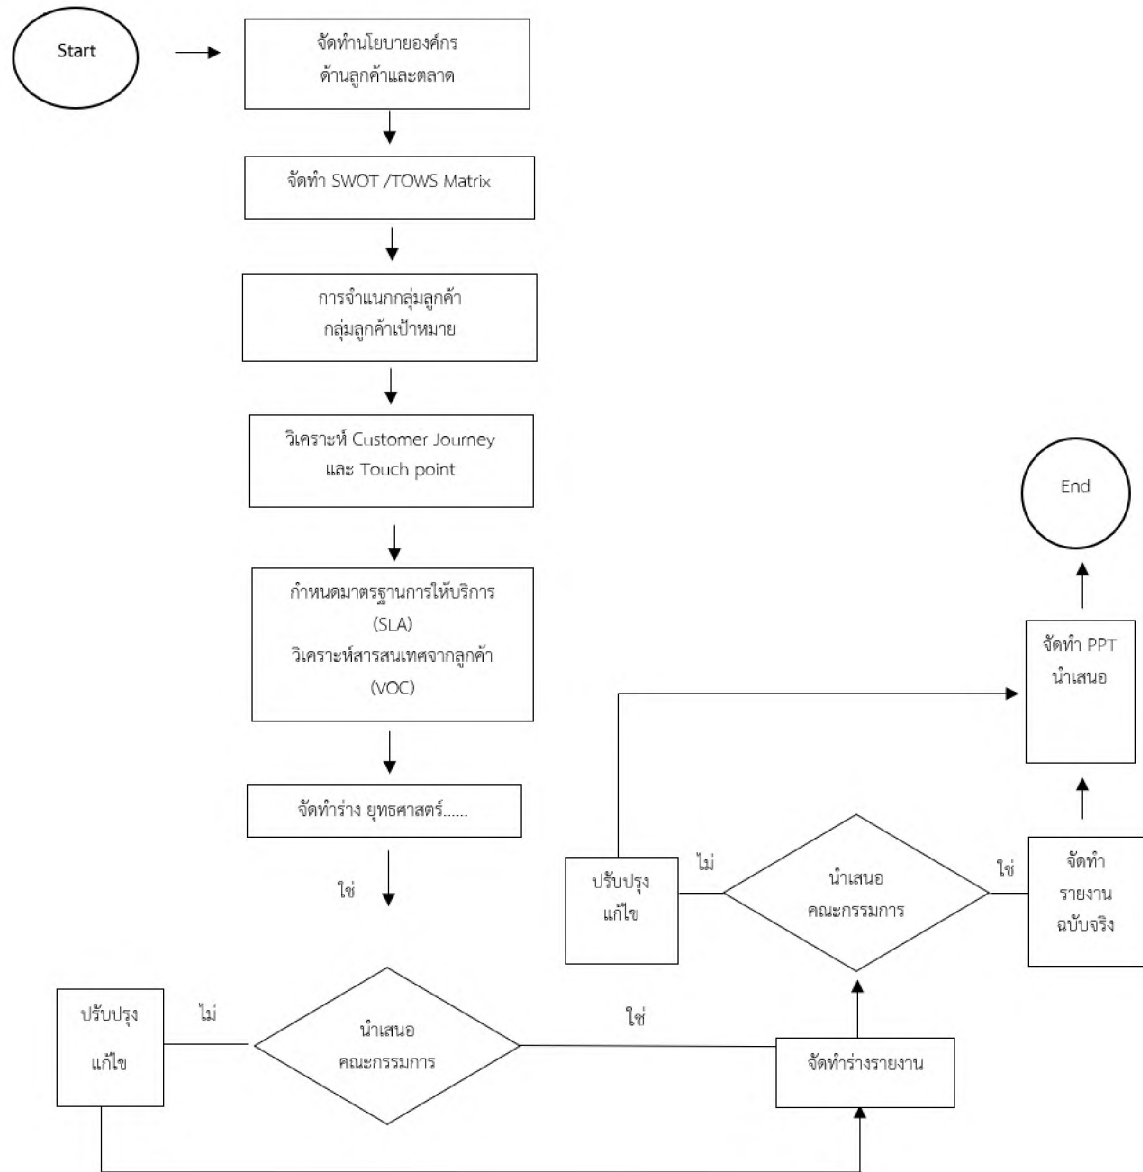 Start
จัดทำนโยบายองค์กร
ด้านลูกค้าและตลาด
จัดทำ SWOT /TOWS Matrix
การจำแนกกลุ่มลูกค้า
กลุ่มลูกค้าเป้าหมาย
วิเคราะห์ Customer Journey
และ Touch point
กำหนดมาตรฐานการให้บริการ
(SLA)
วิเคราะห์สารสนเทศจากลูกค้า
(VOC)
จัดทำร่าง ยุทธศาสตร์......
ใช่
นำเสนอ
คณะกรรมการ
ไม่
ปรับปรุง
แก้ไข
ใช่
จัดทำร่างรายงาน
นำเสนอ
คณะกรรมการ
ไม่
ปรับปรุง
แก้ไข
ใช่
จัดทำ
รายงาน
ฉบับจริง
จัดทำ PPT
นำเสนอ
End